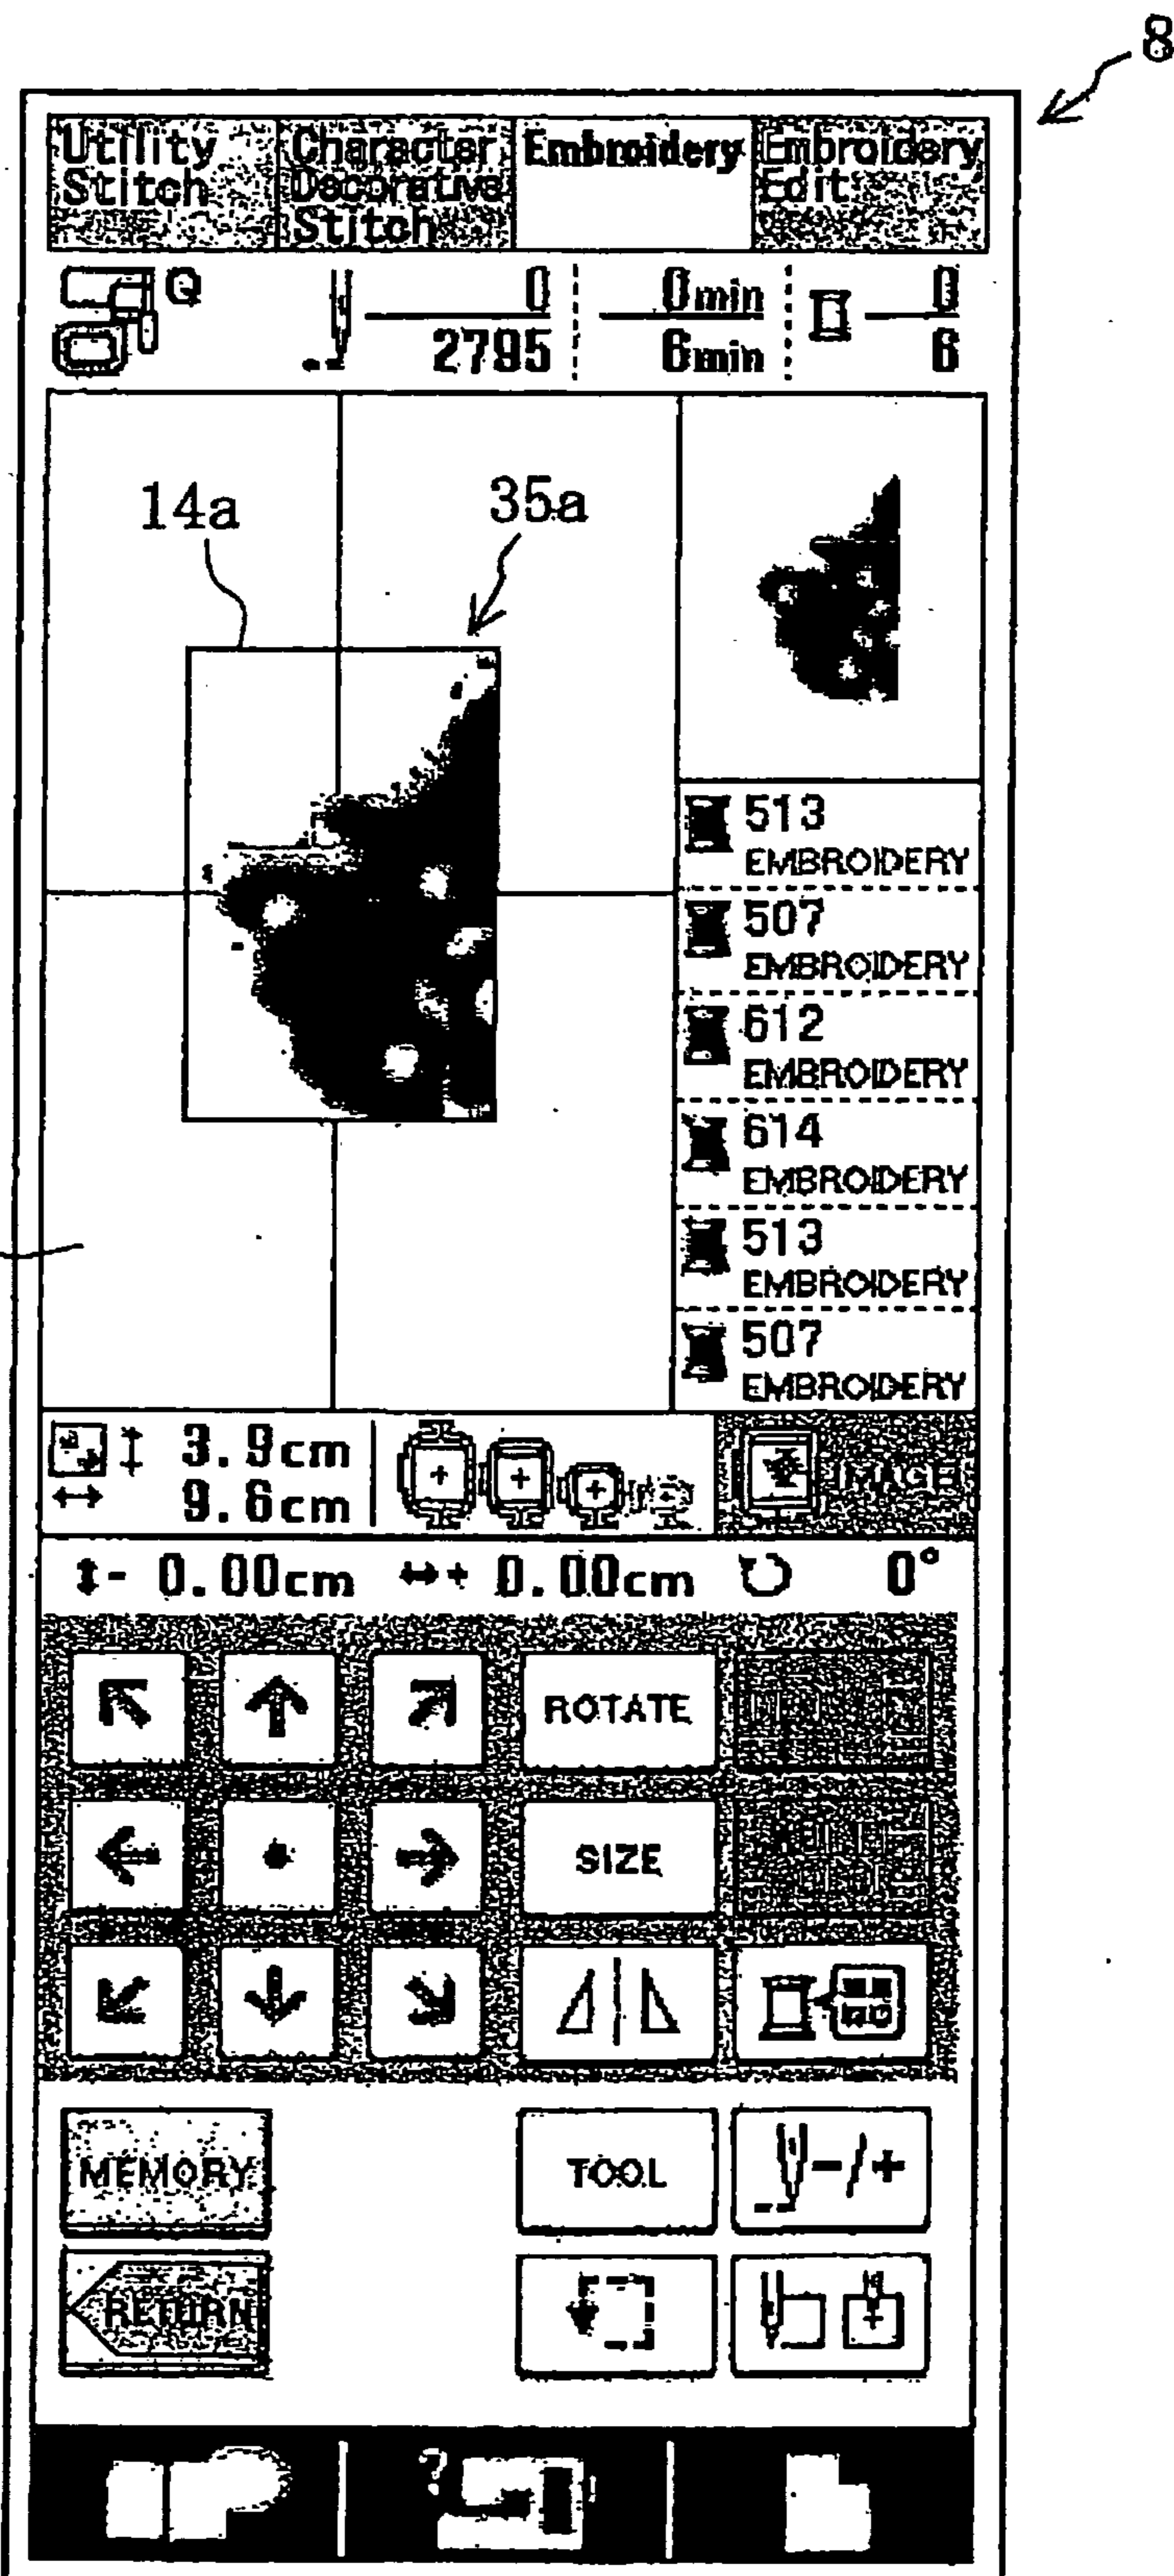 8
Utility
Stitch
Character
Decorative
Stitch
Embroidery
Embroidery
Edit
Q
0
2795
0min
6min
0
6
14a
35a
513
EMBROIDERY
507
EMBROIDERY
612
EMBROIDERY
614
EMBROIDERY
513
EMBROIDERY
507
EMBROIDERY
↕ 3.9cm
↔ 9.6cm
IMAGE
↕- 0.00cm ↔+ 0.00cm 0°
ROTATE
SIZE
MEMORY
TOOL
-/+
RETURN
?